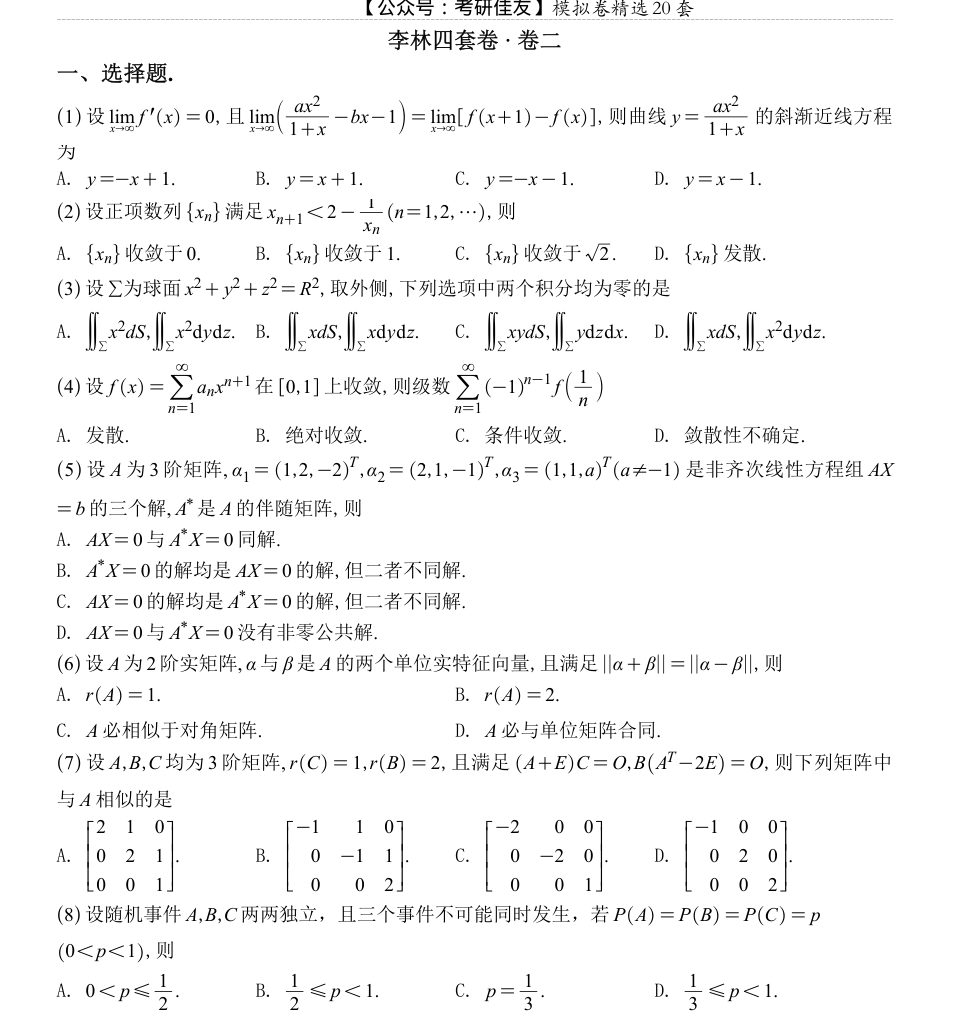 【公众号：考研佳友】模拟卷精选 20 套
李林四套卷 · 卷二
一、选择题.
(1) 设 lim_{x→∞} f′(x) = 0, 且 lim_{x→∞}(ax²/(1+x) − bx − 1) = lim_{x→∞}[f(x+1) − f(x)], 则曲线 y = ax²/(1+x) 的斜渐近线方程
为
A. y = −x + 1. B. y = x + 1. C. y = −x − 1. D. y = x − 1.
(2) 设正项数列 {xₙ} 满足 xₙ₊₁ < 2 − 1/xₙ (n = 1,2,⋯), 则
A. {xₙ} 收敛于 0. B. {xₙ} 收敛于 1. C. {xₙ} 收敛于 √2. D. {xₙ} 发散.
(3) 设 ∑为球面 x² + y² + z² = R², 取外侧, 下列选项中两个积分均为零的是
A. ∬_Σ x²dS, ∬_Σ x²dydz. B. ∬_Σ xdS, ∬_Σ xdydz. C. ∬_Σ xydS, ∬_Σ ydzdx. D. ∬_Σ xdS, ∬_Σ x²dydz.
(4) 设 f(x) = ∑_{n=1}^{∞} aₙxⁿ⁺¹ 在 [0,1] 上收敛, 则级数 ∑_{n=1}^{∞} (−1)ⁿ⁻¹ f(1/n)
A. 发散. B. 绝对收敛. C. 条件收敛. D. 敛散性不确定.
(5) 设 A 为 3 阶矩阵, α₁ = (1,2,−2)ᵀ, α₂ = (2,1,−1)ᵀ, α₃ = (1,1,a)ᵀ (a ≠ −1) 是非齐次线性方程组 AX
= b 的三个解, A* 是 A 的伴随矩阵, 则
A. AX = 0 与 A*X = 0 同解.
B. A*X = 0 的解均是 AX = 0 的解, 但二者不同解.
C. AX = 0 的解均是 A*X = 0 的解, 但二者不同解.
D. AX = 0 与 A*X = 0 没有非零公共解.
(6) 设 A 为 2 阶实矩阵, α 与 β 是 A 的两个单位实特征向量, 且满足 ||α + β|| = ||α − β||, 则
A. r(A) = 1. B. r(A) = 2.
C. A 必相似于对角矩阵. D. A 必与单位矩阵合同.
(7) 设 A,B,C 均为 3 阶矩阵, r(C) = 1, r(B) = 2, 且满足 (A+E)C = O, B(Aᵀ − 2E) = O, 则下列矩阵中
与 A 相似的是
A. [2 1 0; 0 2 1; 0 0 1]. B. [−1 1 0; 0 −1 1; 0 0 2]. C. [−2 0 0; 0 −2 0; 0 0 1]. D. [−1 0 0; 0 2 0; 0 0 2].
(8) 设随机事件 A,B,C 两两独立，且三个事件不可能同时发生，若 P(A) = P(B) = P(C) = p
(0 < p < 1), 则
A. 0 < p ≤ 1/2. B. 1/2 ≤ p < 1. C. p = 1/3. D. 1/3 ≤ p < 1.